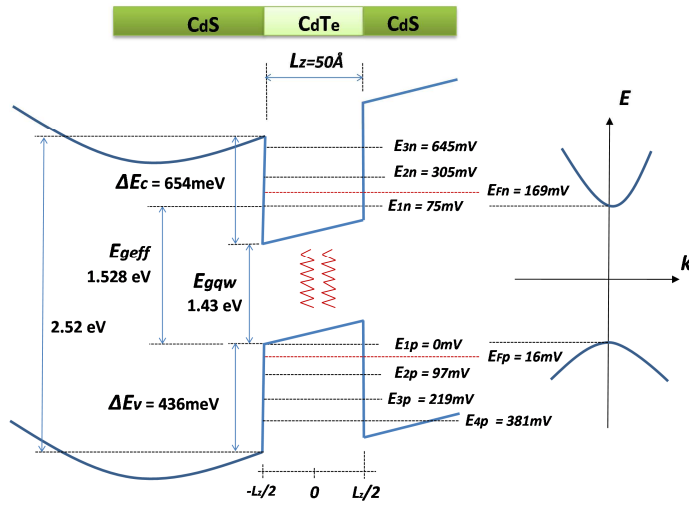 CdS CdTe CdS
Lz=50Å
E
E3n = 645mV
ΔEc = 654meV
E2n = 305mV
EFn = 169mV
E1n = 75mV
Egeff
1.528 eV
Egqw
1.43 eV
k
2.52 eV
E1p = 0mV
EFp = 16mV
E2p = 97mV
ΔEv = 436meV
E3p = 219mV
E4p = 381mV
-Lz/2 0 Lz/2